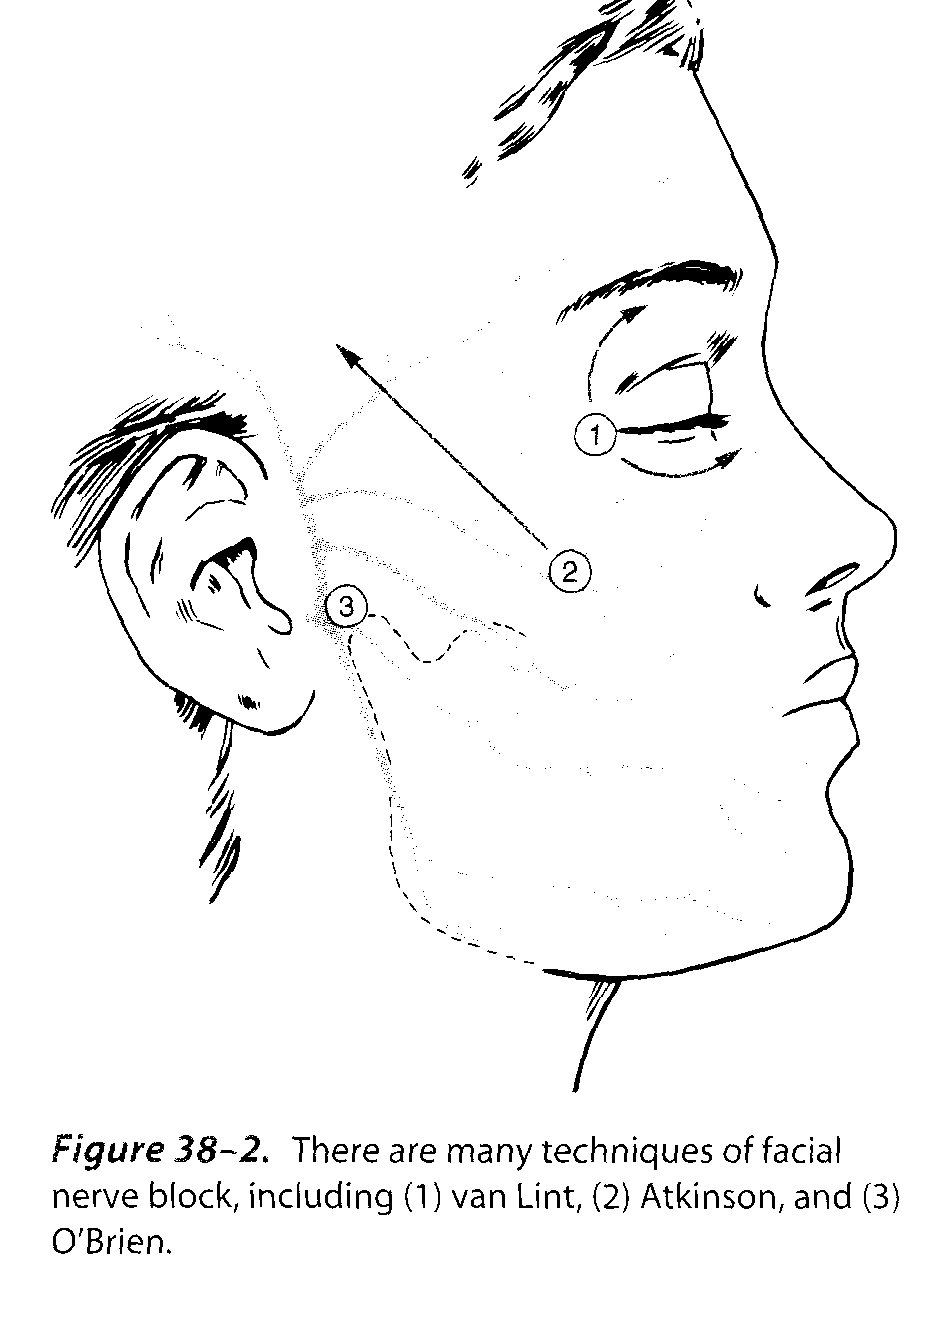 1
2
3
Figure 38–2. There are many techniques of facial
nerve block, including (1) van Lint, (2) Atkinson, and (3)
O'Brien.